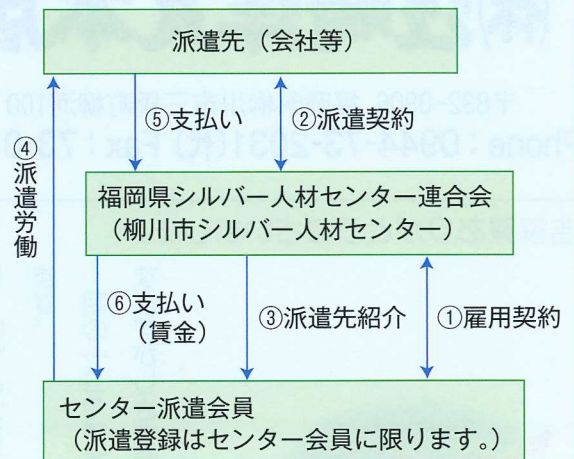 派遣先（会社等）
⑤支払い
②派遣契約
④派遣労働
福岡県シルバー人材センター連合会
（柳川市シルバー人材センター）
⑥支払い
（賃金）
③派遣先紹介
①雇用契約
センター派遣会員
（派遣登録はセンター会員に限ります。）